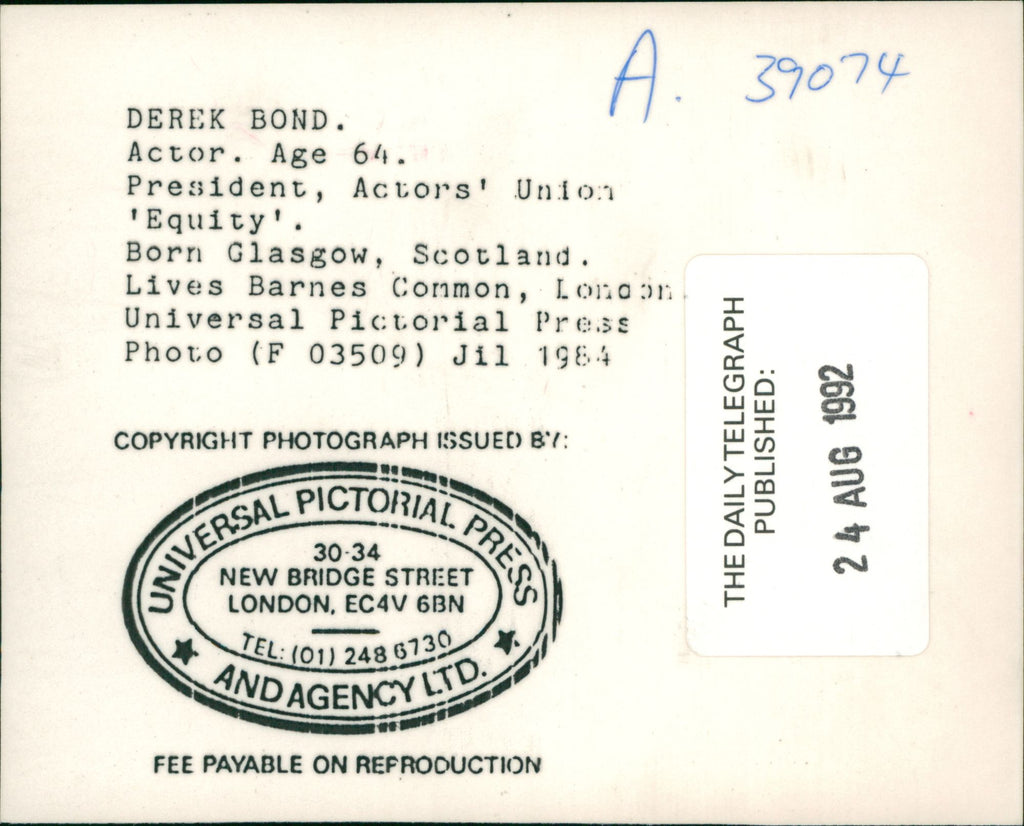 A. 39074
DEREK BOND.
Actor. Age 64.
President, Actors' Union
'Equity'.
Born Glasgow, Scotland.
Lives Barnes Common, London.
Universal Pictorial Press
Photo (F 03509) Jil 1984
COPYRIGHT PHOTOGRAPH ISSUED BY:
UNIVERSAL PICTORIAL PRESS
30-34
NEW BRIDGE STREET
LONDON, EC4V 6BN
TEL: (01) 248 6730
AND AGENCY LTD.
FEE PAYABLE ON REPRODUCTION
THE DAILY TELEGRAPH
PUBLISHED:
24 AUG 1992